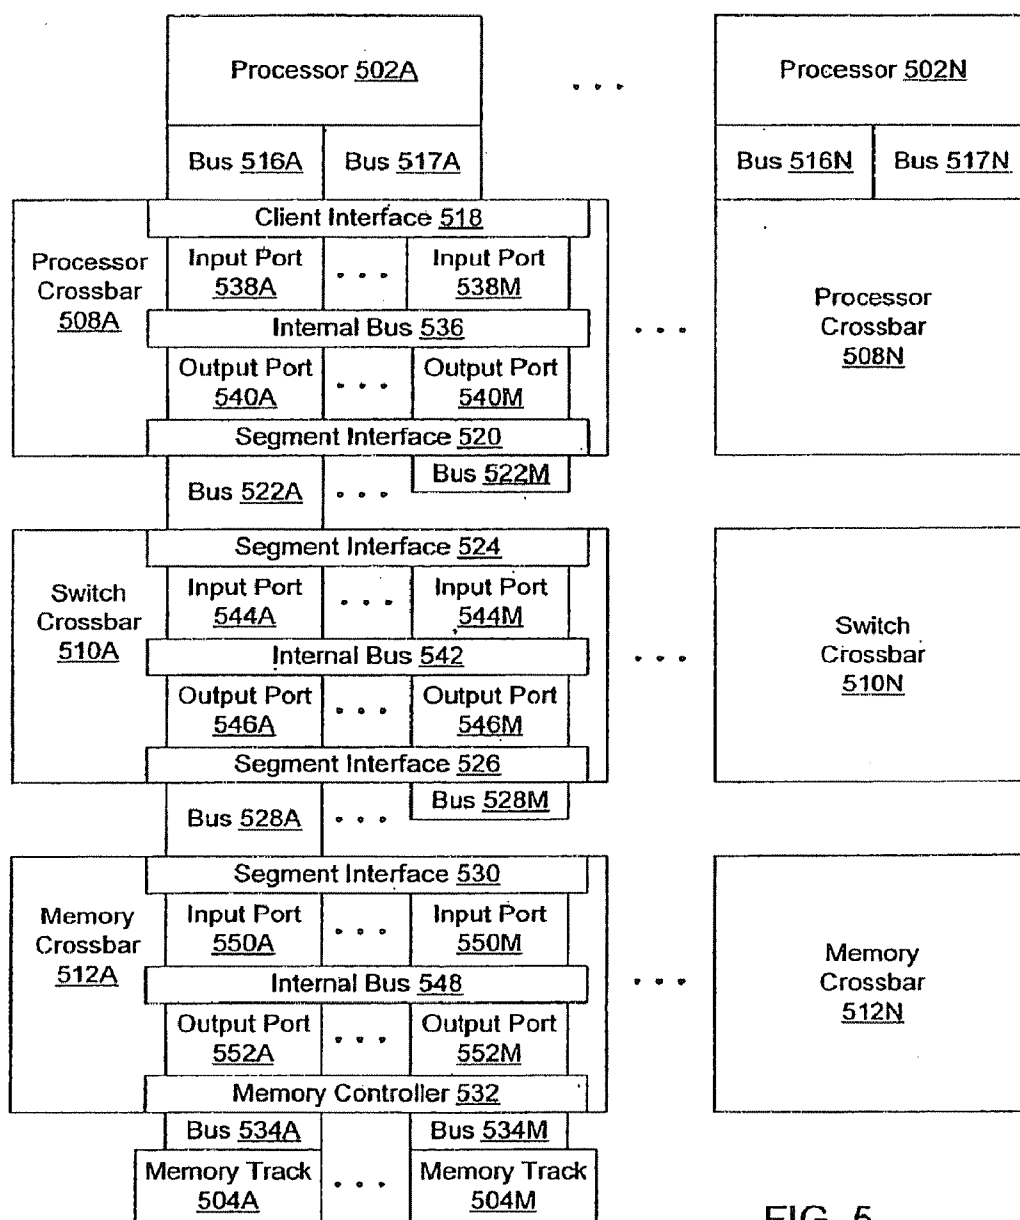 Processor 502A
. . .
Processor 502N
Bus 516A
Bus 517A
Bus 516N
Bus 517N
Client Interface 518
Processor
Crossbar
508A
Input Port
538A
. . .
Input Port
538M
Internal Bus 536
Output Port
540A
. . .
Output Port
540M
Segment Interface 520
. . .
Processor
Crossbar
508N
Bus 522A
. . .
Bus 522M
Segment Interface 524
Switch
Crossbar
510A
Input Port
544A
. . .
Input Port
544M
Internal Bus 542
Output Port
546A
. . .
Output Port
546M
Segment Interface 526
. . .
Switch
Crossbar
510N
Bus 528A
. . .
Bus 528M
Segment Interface 530
Memory
Crossbar
512A
Input Port
550A
. . .
Input Port
550M
Internal Bus 548
Output Port
552A
. . .
Output Port
552M
Memory Controller 532
. . .
Memory
Crossbar
512N
Bus 534A
Bus 534M
Memory Track
504A
. . .
Memory Track
504M
FIG. 5